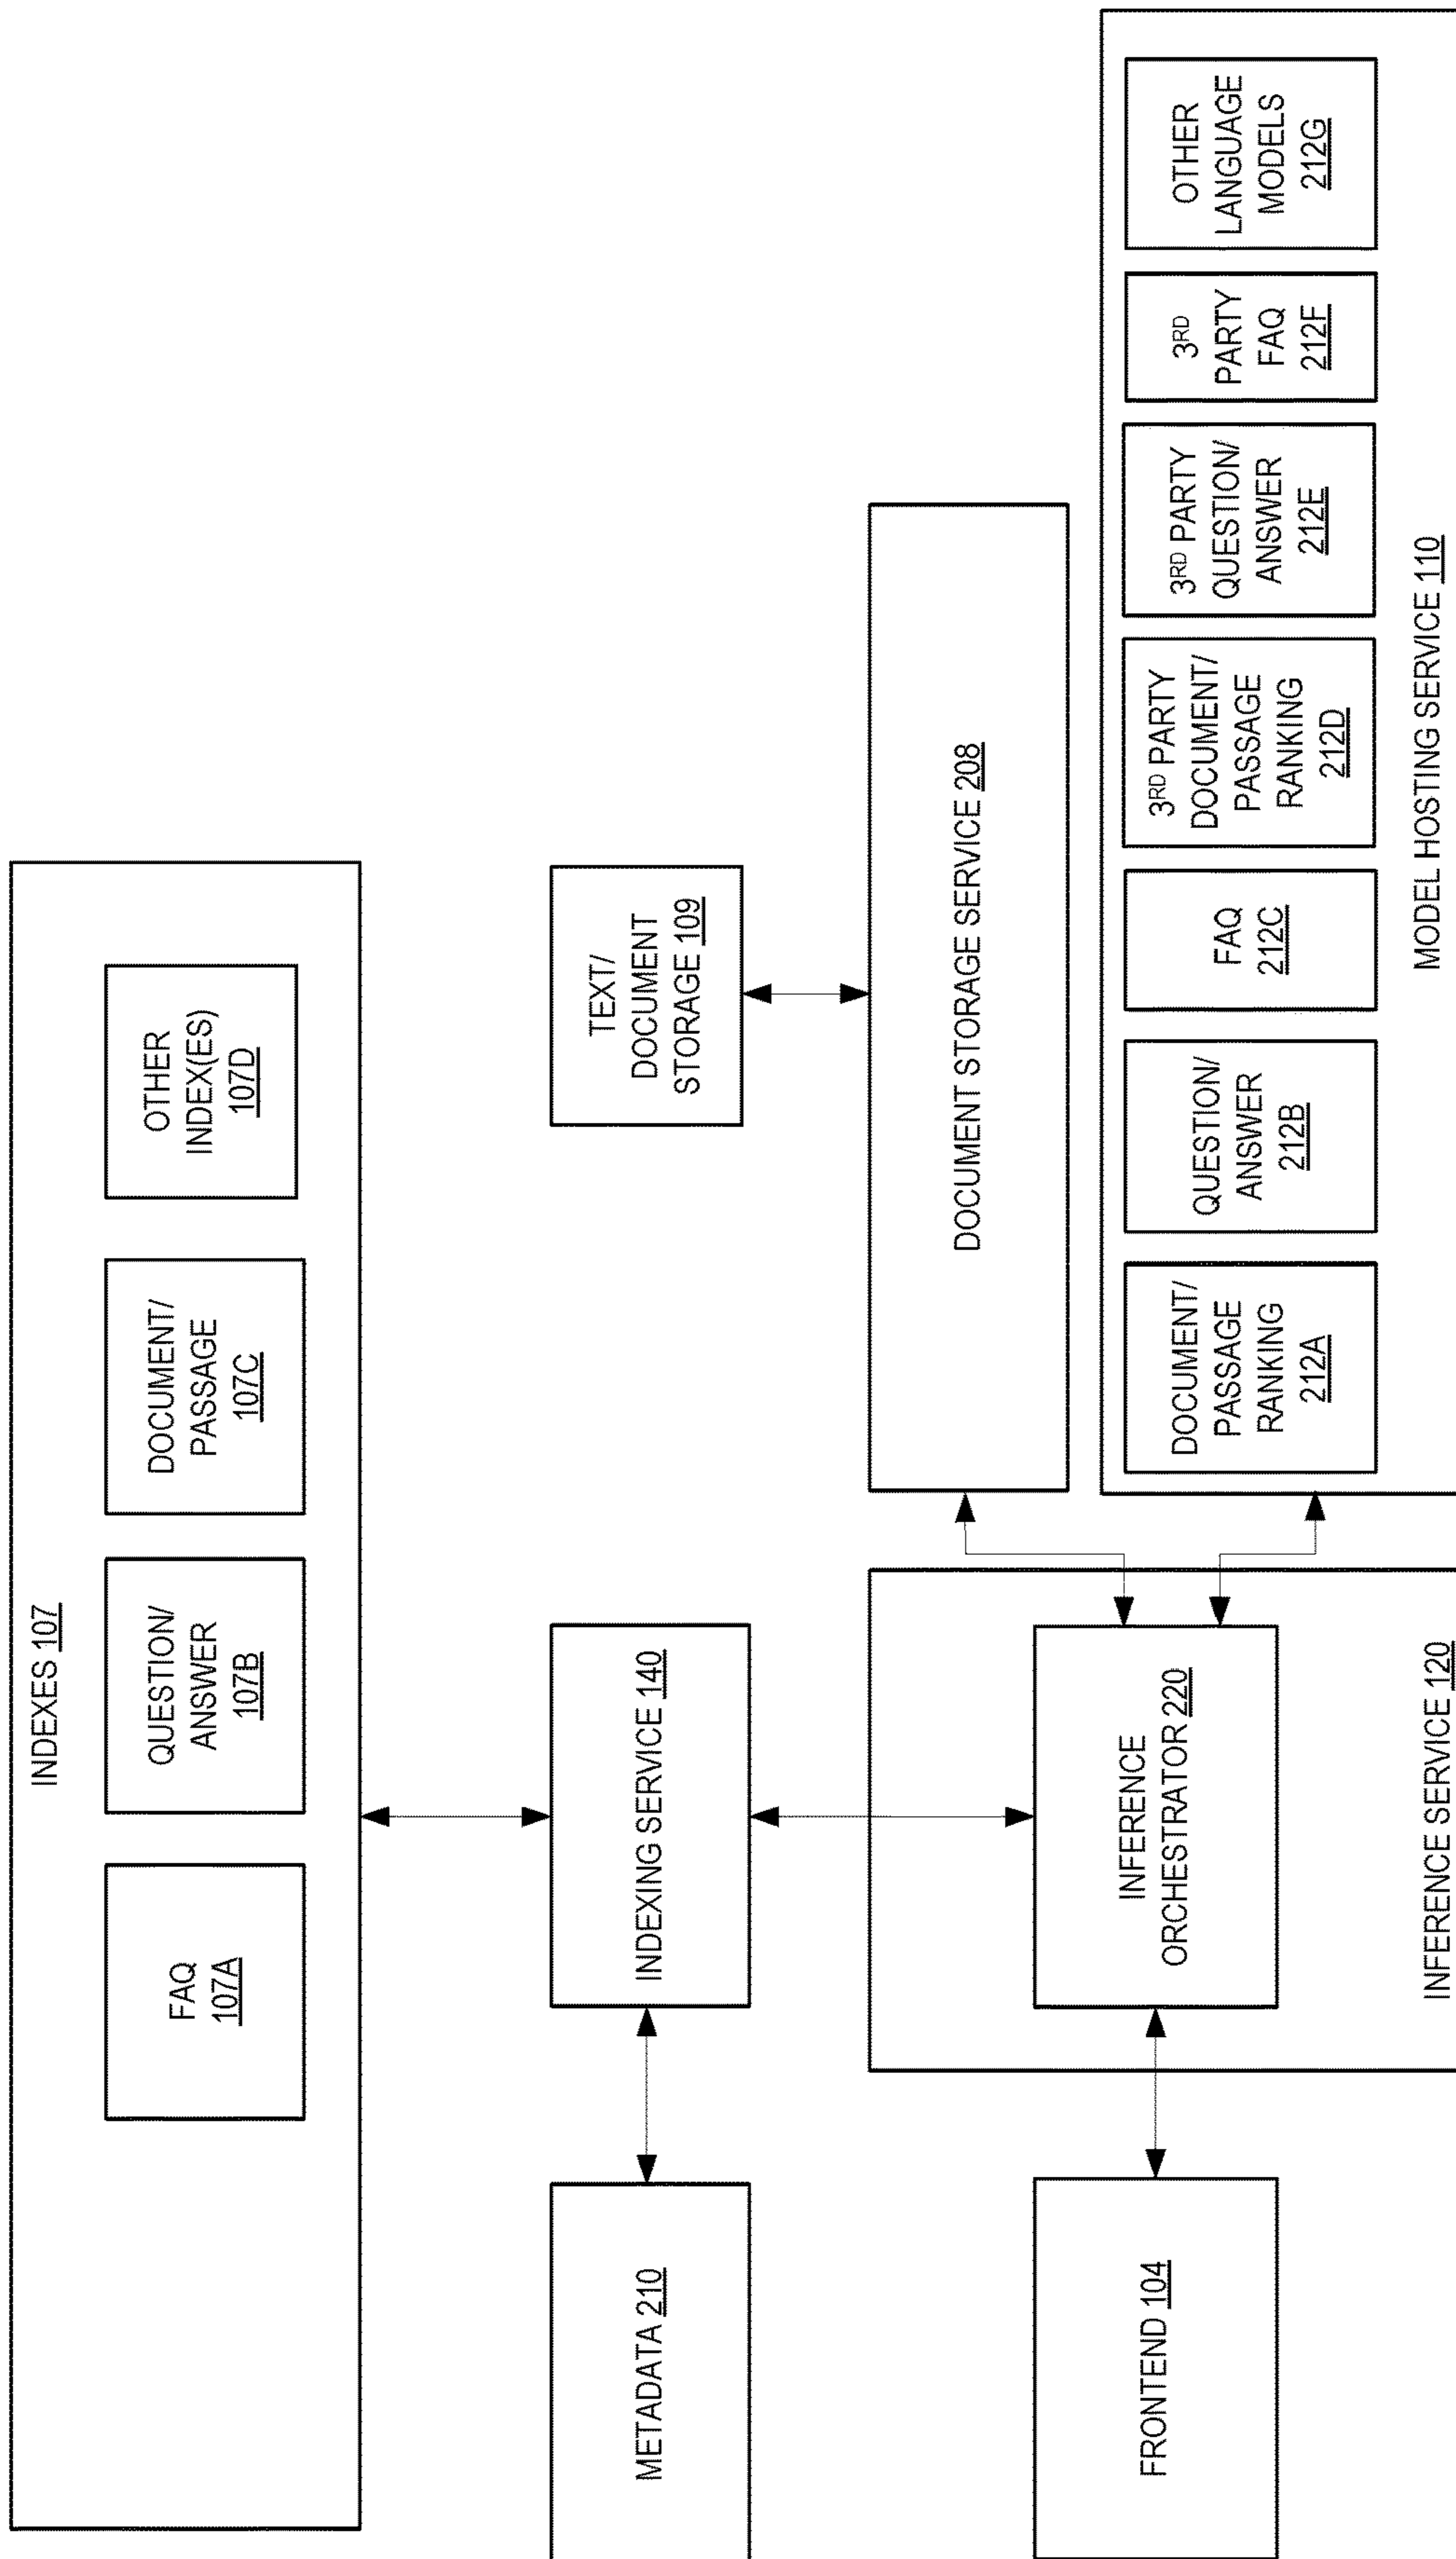 INDEXES 107
FAQ
107A
QUESTION/
ANSWER
107B
DOCUMENT/
PASSAGE
107C
OTHER
INDEX(ES)
107D
METADATA 210
INDEXING SERVICE 140
TEXT/
DOCUMENT
STORAGE 109
DOCUMENT STORAGE SERVICE 208
FRONTEND 104
INFERENCE
ORCHESTRATOR 220
INFERENCE SERVICE 120
DOCUMENT/
PASSAGE
RANKING
212A
QUESTION/
ANSWER
212B
FAQ
212C
3RD PARTY
DOCUMENT/
PASSAGE
RANKING
212D
3RD PARTY
QUESTION/
ANSWER
212E
3RD
PARTY
FAQ
212F
OTHER
LANGUAGE
MODELS
212G
MODEL HOSTING SERVICE 110